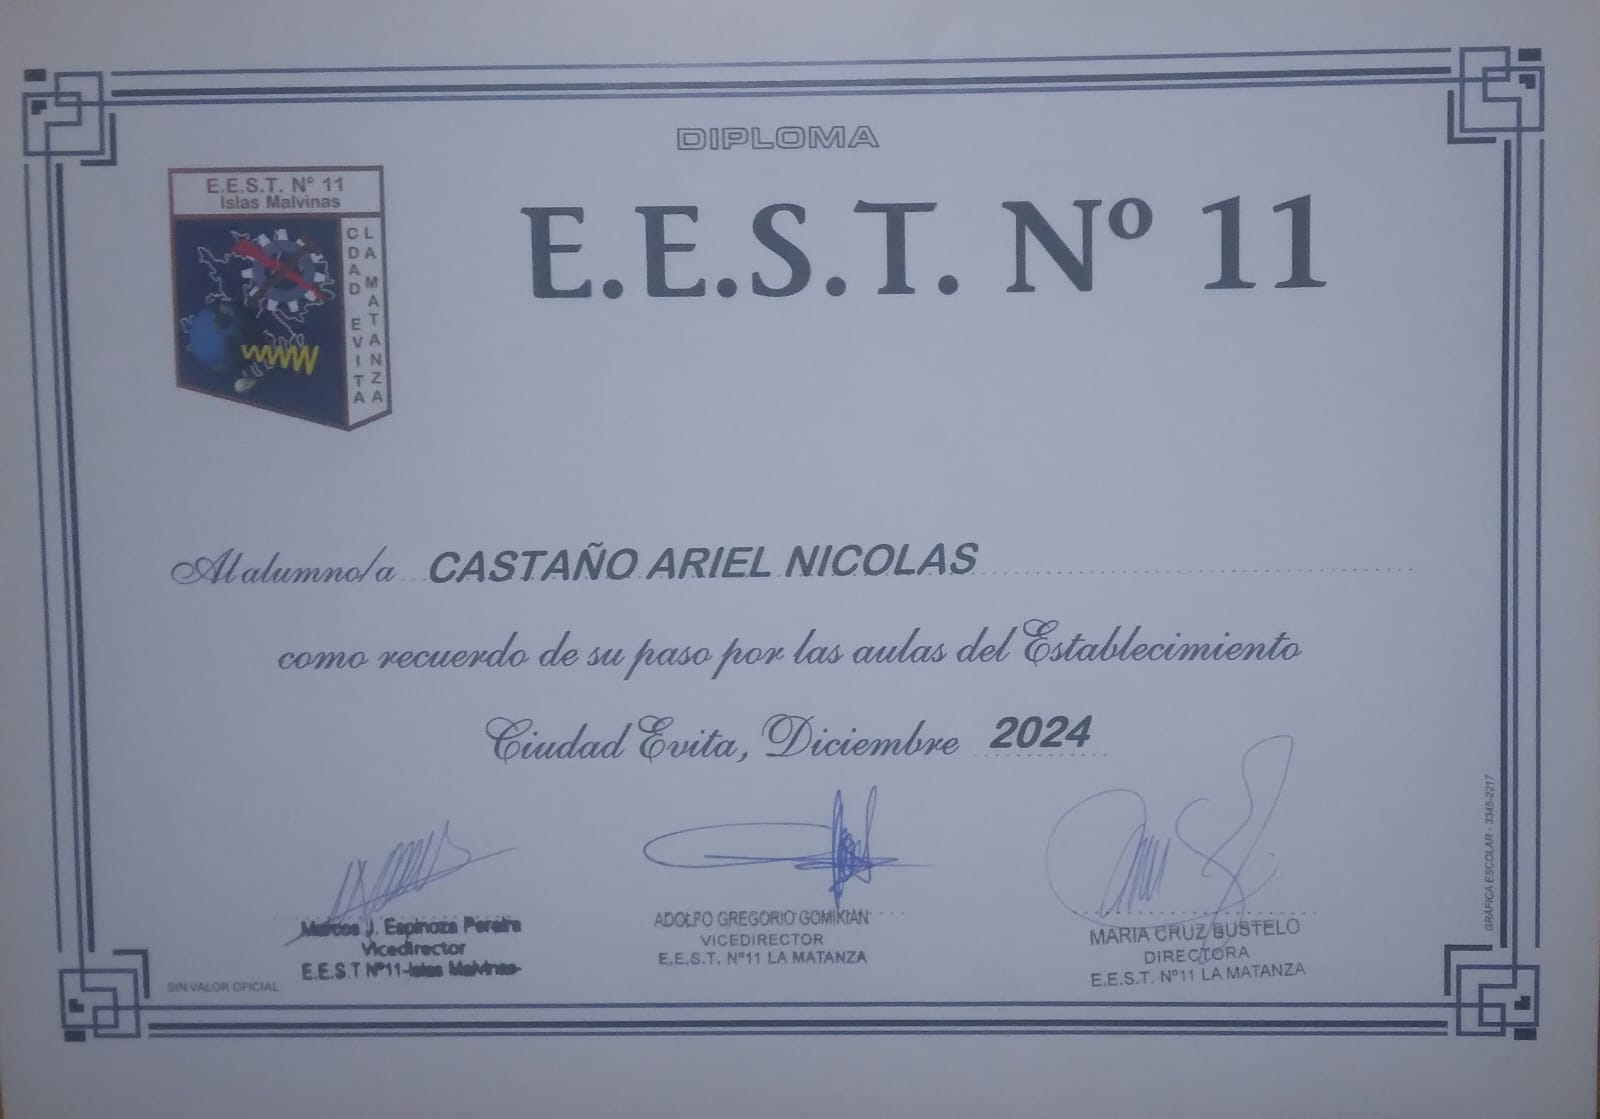 DIPLOMA
E.E.S.T. Nº 11
Islas Malvinas
CDAD EVITA
LA MATANZA
E.E.S.T. Nº 11
Al alumno/a CASTAÑO ARIEL NICOLAS
como recuerdo de su paso por las aulas del Establecimiento
Ciudad Evita, Diciembre 2024
Marcos J. Espinoza Pereira
Vicedirector
E.E.S.T Nº11-Islas Malvinas-
ADOLFO GREGORIO GOMIKIAN
VICEDIRECTOR
E.E.S.T. Nº11 LA MATANZA
MARIA CRUZ BUSTELO
DIRECTORA
E.E.S.T. Nº11 LA MATANZA
SIN VALOR OFICIAL
GRAFICA ESCOLAR - 3345-2217